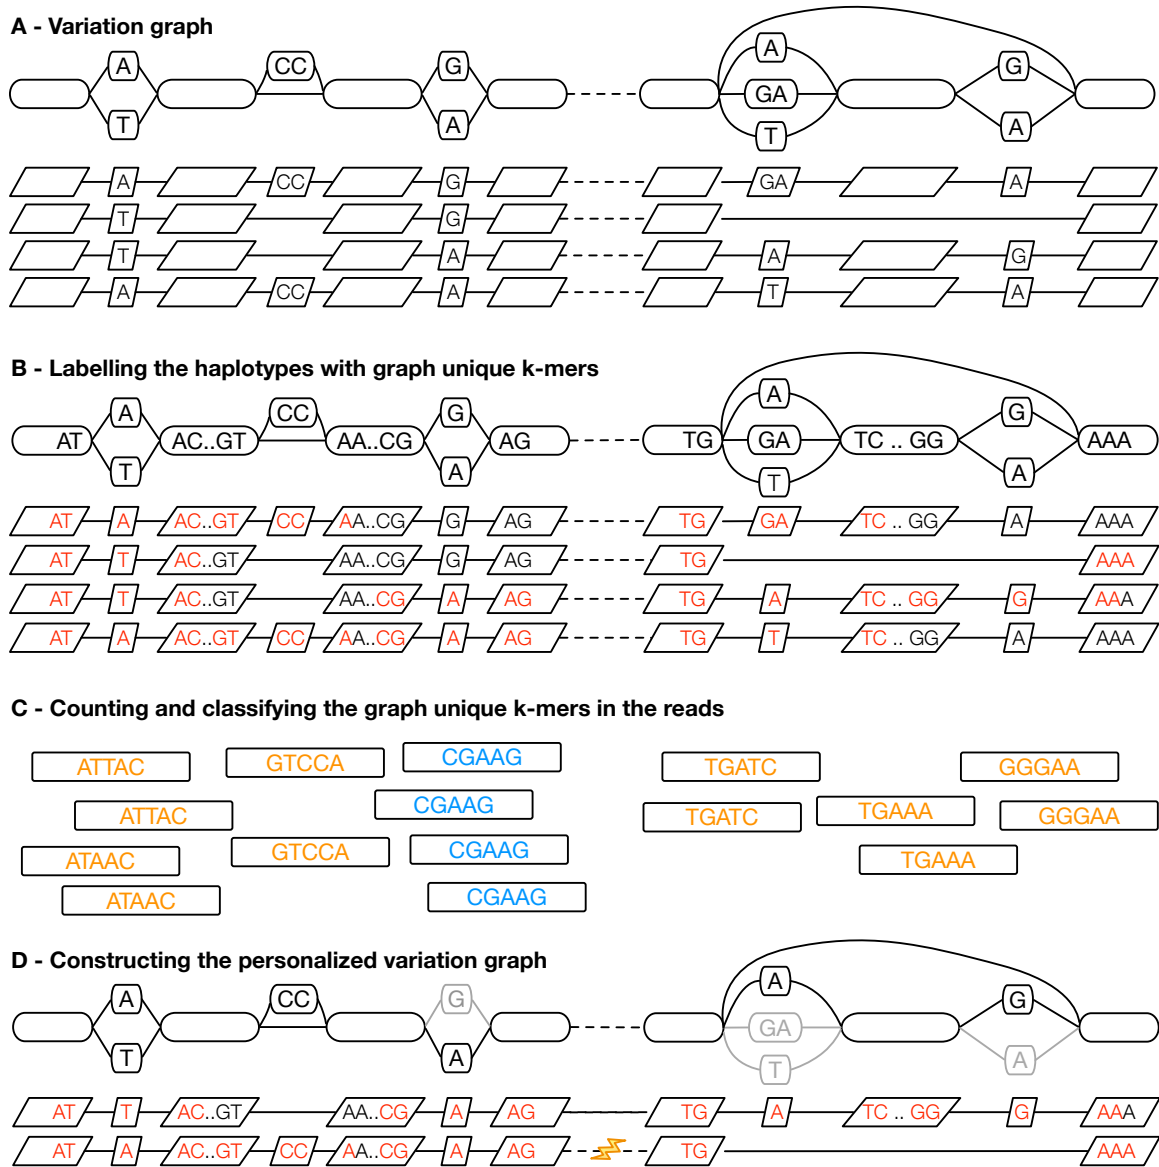 A - Variation graph
A CC G A G
GA
T A T A
A CC G GA A
T G
T A A G
A CC A T A
B - Labelling the haplotypes with graph unique k-mers
A CC G A G
AT AC..GT AA..CG AG TG GA TC .. GG AAA
T A T A
AT A AC..GT CC AA..CG G AG TG GA TC .. GG A AAA
AT T AC..GT AA..CG G AG TG AAA
AT T AC..GT AA..CG A AG TG A TC .. GG G AAA
AT A AC..GT CC AA..CG A AG TG T TC .. GG A AAA
C - Counting and classifying the graph unique k-mers in the reads
ATTAC GTCCA CGAAG TGATC GGGAA
ATTAC CGAAG TGATC TGAAA GGGAA
ATAAC GTCCA CGAAG TGAAA
ATAAC CGAAG
D - Constructing the personalized variation graph
A CC G A G
GA
T A T A
AT T AC..GT AA..CG A AG TG A TC .. GG G AAA
AT A AC..GT CC AA..CG A AG TG AAA